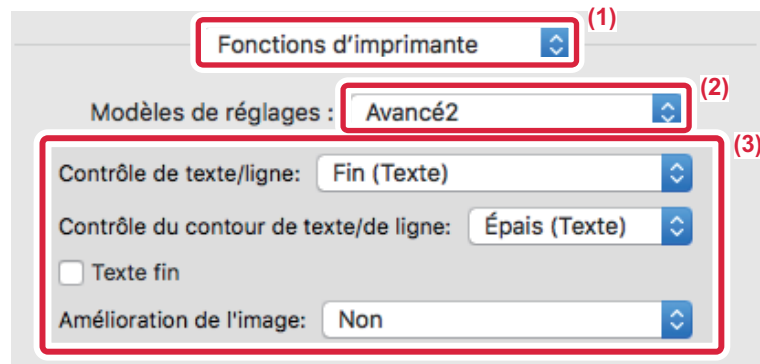 (1)
Fonctions d’imprimante
(2)
Modèles de réglages : Avancé2
(3)
Contrôle de texte/ligne: Fin (Texte)
Contrôle du contour de texte/de ligne: Épais (Texte)
Texte fin
Amélioration de l'image: Non